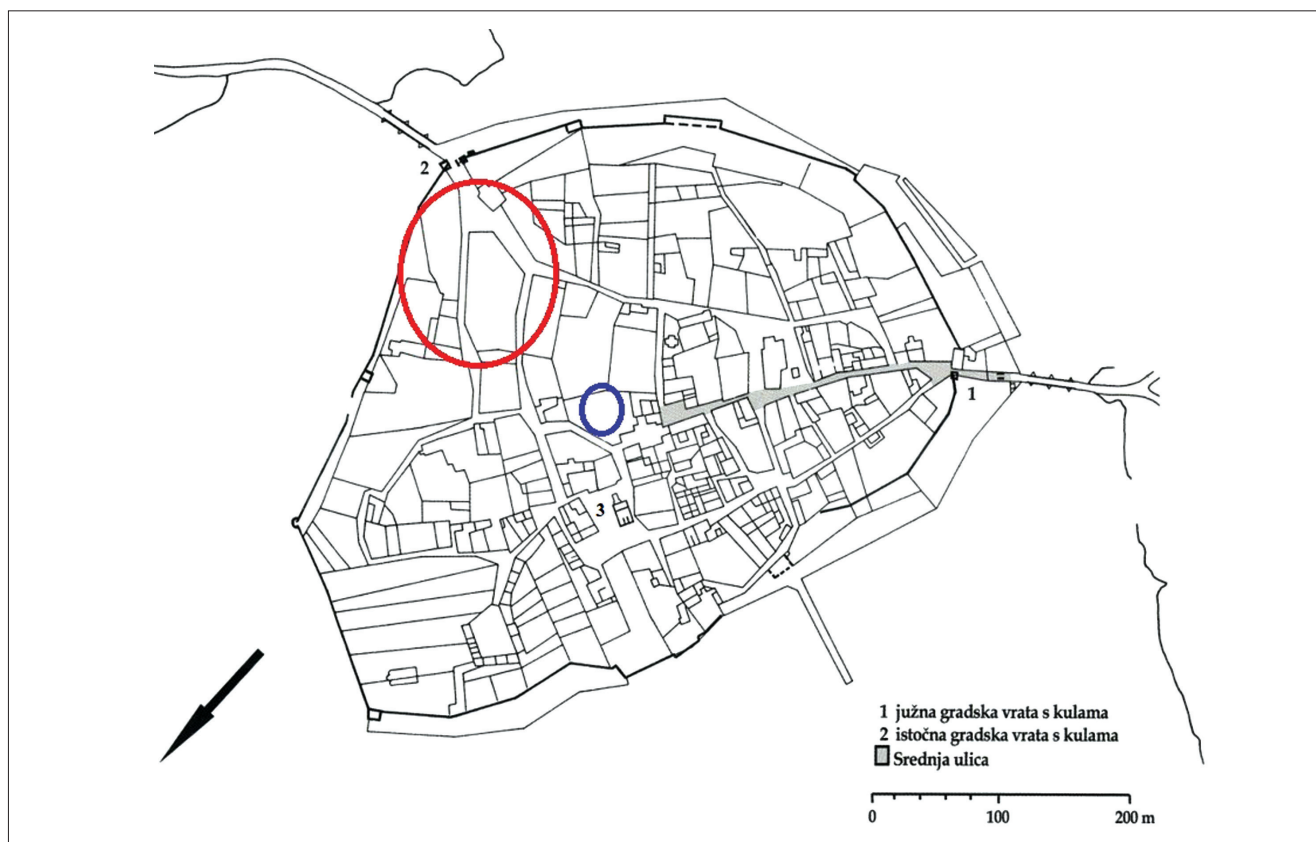 2
1
3
1 južna gradska vrata s kulama
2 istočna gradska vrata s kulama
Srednja ulica
0 100 200 m